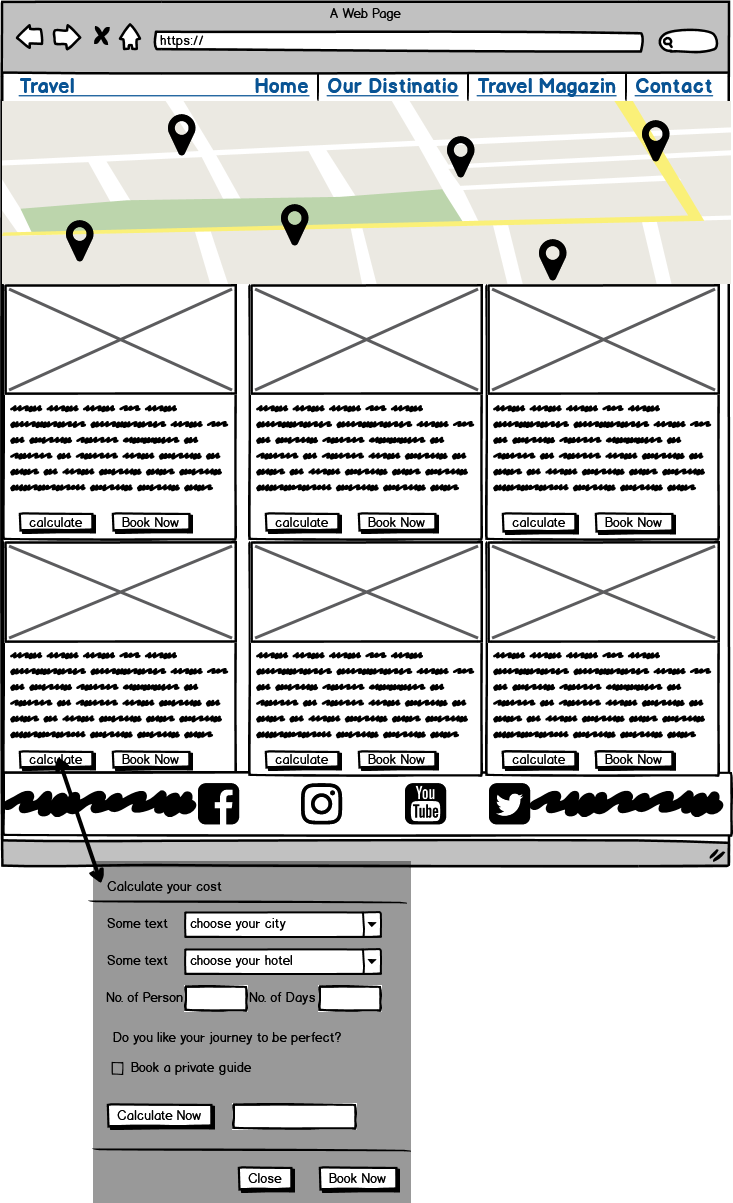 A Web Page
https://
Travel Home Our Distinatio Travel Magazin Contact
calculate Book Now calculate Book Now calculate Book Now
calculate Book Now calculate Book Now calculate Book Now
You
Tube
Calculate your cost
Some text choose your city
Some text choose your hotel
No. of Person No. of Days
Do you like your journey to be perfect?
Book a private guide
Calculate Now
Close Book Now